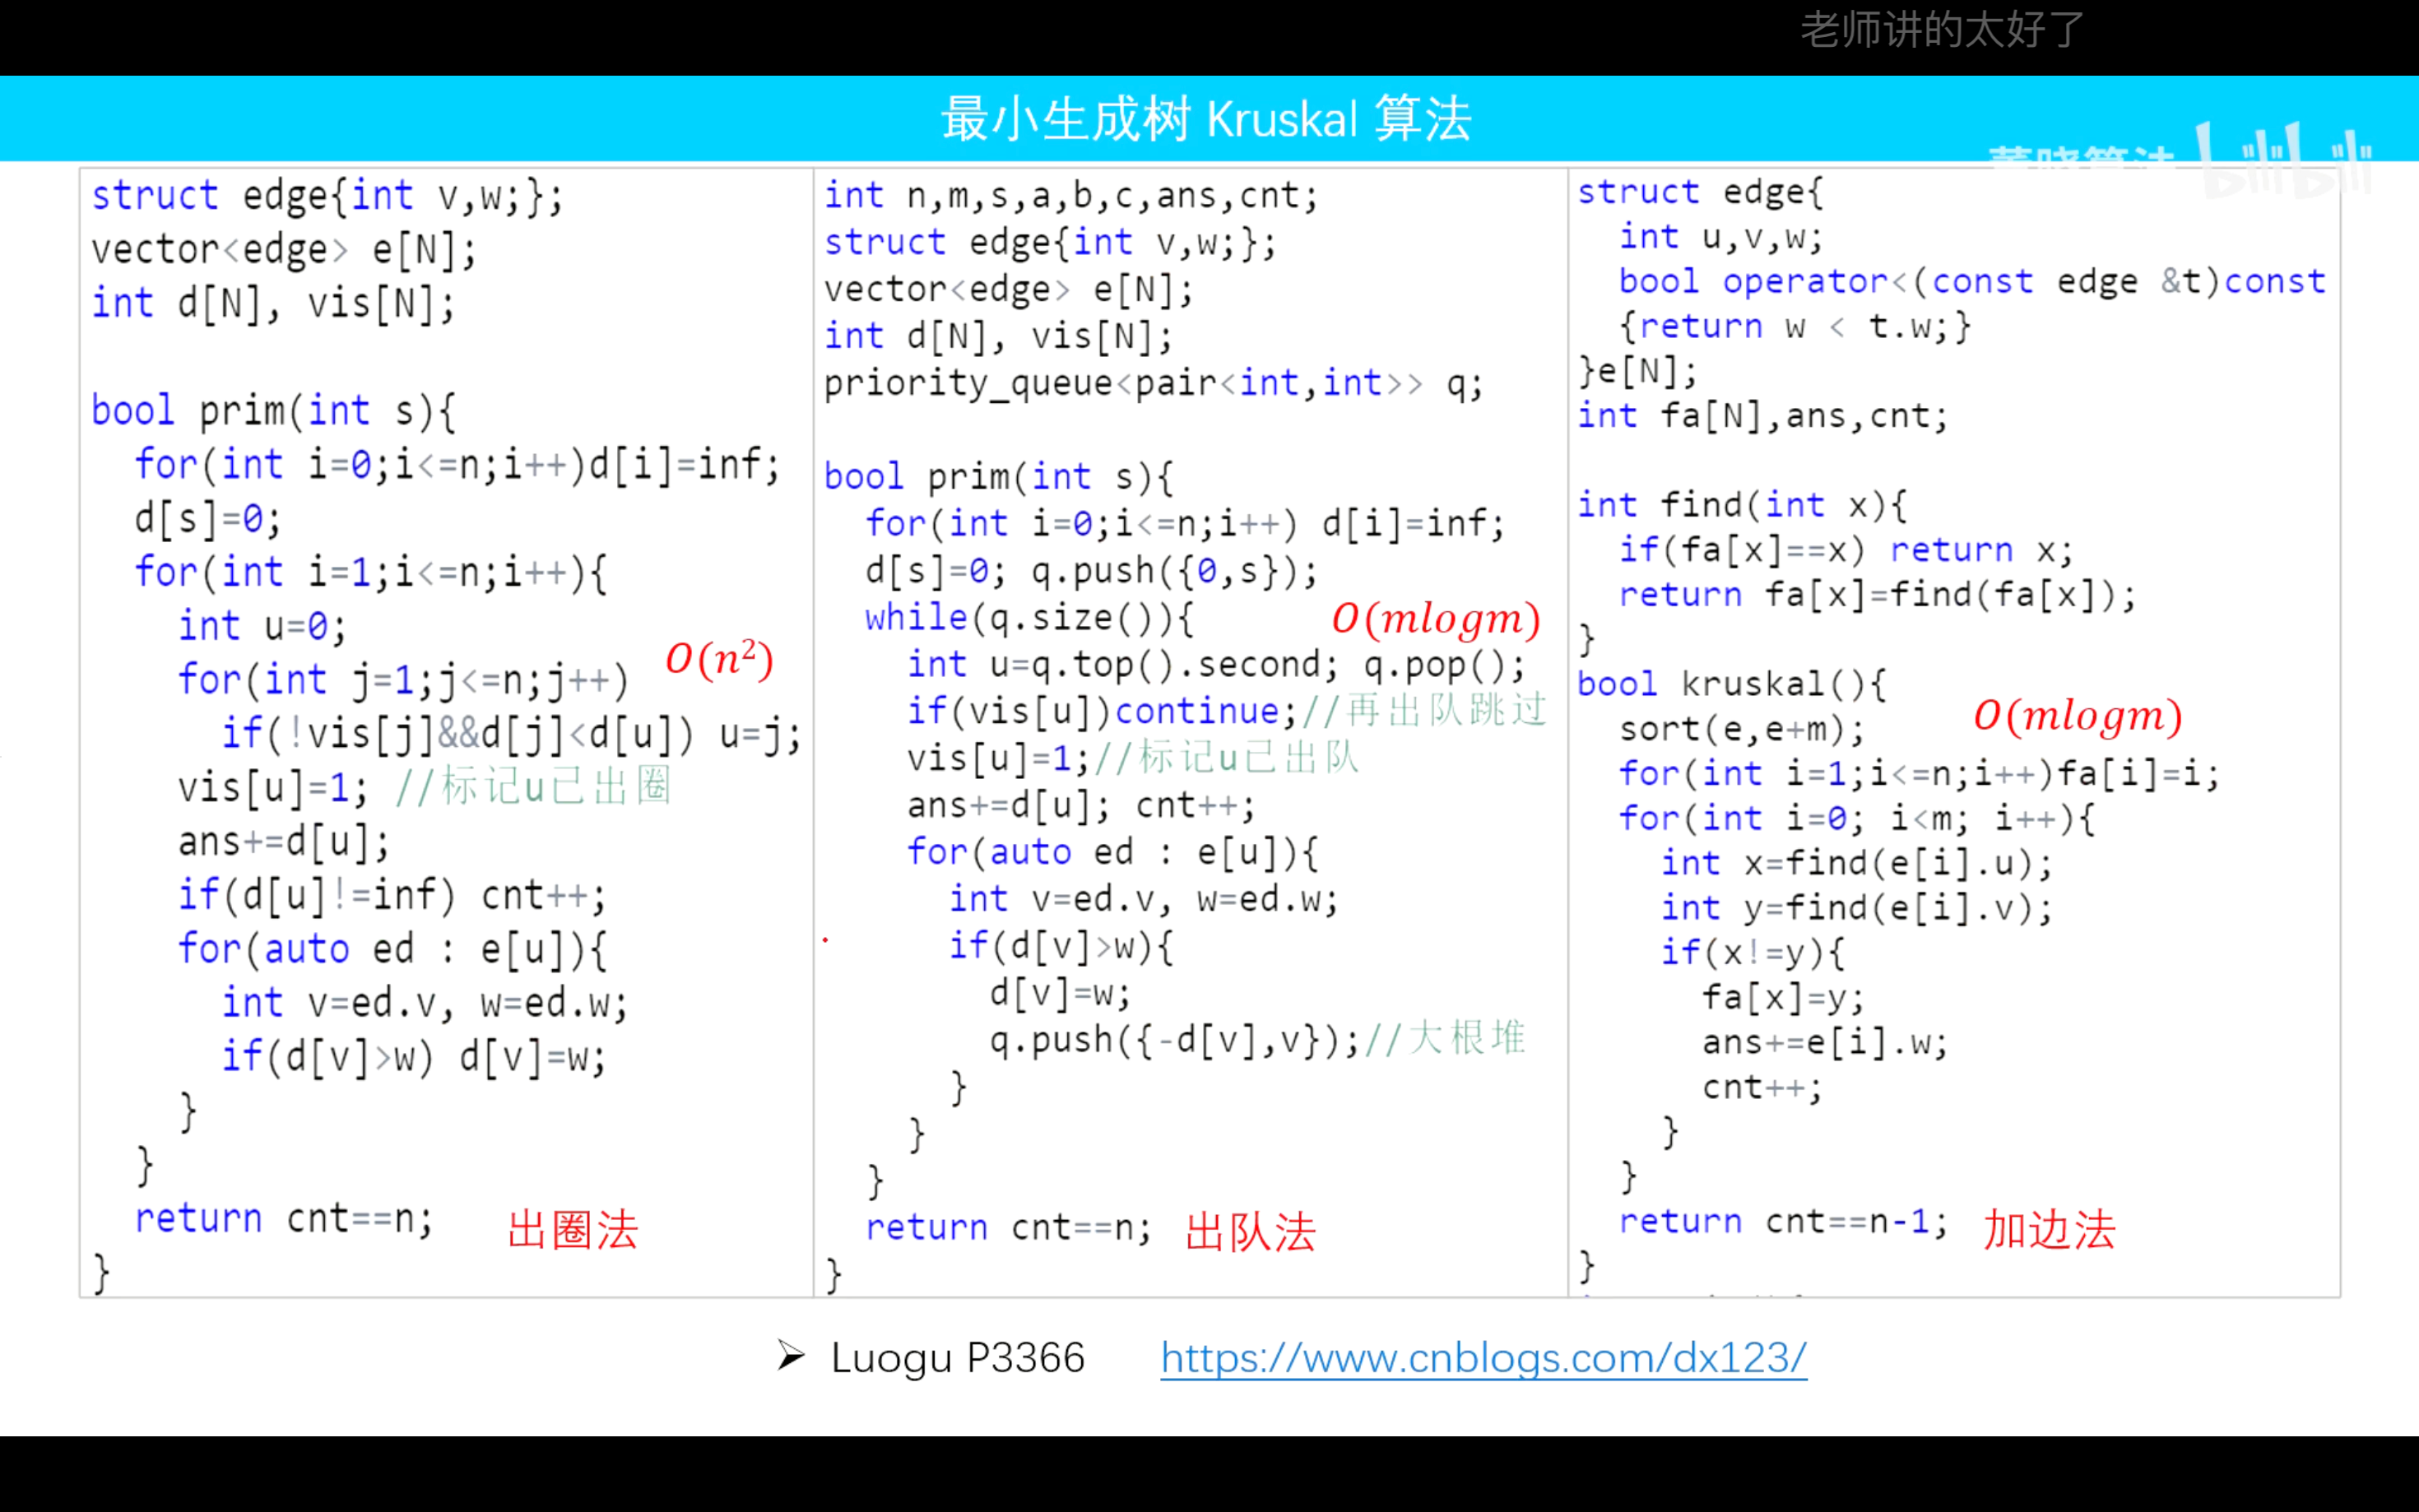 老师讲的太好了
最小生成树 Kruskal 算法
董晓算法 bilibili
struct edge{int v,w;};
vector<edge> e[N];
int d[N], vis[N];
bool prim(int s){
for(int i=0;i<=n;i++)d[i]=inf;
d[s]=0;
for(int i=1;i<=n;i++){
int u=0;
for(int j=1;j<=n;j++)
O(n²)
if(!vis[j]&&d[j]<d[u]) u=j;
vis[u]=1; //标记u已出圈
ans+=d[u];
if(d[u]!=inf) cnt++;
for(auto ed : e[u]){
int v=ed.v, w=ed.w;
if(d[v]>w) d[v]=w;
}
}
return cnt==n; 出圈法
}
int n,m,s,a,b,c,ans,cnt;
struct edge{int v,w;};
vector<edge> e[N];
int d[N], vis[N];
priority_queue<pair<int,int>> q;
bool prim(int s){
for(int i=0;i<=n;i++) d[i]=inf;
d[s]=0; q.push({0,s});
while(q.size()){ O(mlogm)
int u=q.top().second; q.pop();
if(vis[u])continue;//再出队跳过
vis[u]=1;//标记u已出队
ans+=d[u]; cnt++;
for(auto ed : e[u]){
int v=ed.v, w=ed.w;
if(d[v]>w){
d[v]=w;
q.push({-d[v],v});//大根堆
}
}
}
return cnt==n; 出队法
}
struct edge{
int u,v,w;
bool operator<(const edge &t)const
{return w < t.w;}
}e[N];
int fa[N],ans,cnt;
int find(int x){
if(fa[x]==x) return x;
return fa[x]=find(fa[x]);
}
bool kruskal(){
sort(e,e+m); O(mlogm)
for(int i=1;i<=n;i++)fa[i]=i;
for(int i=0; i<m; i++){
int x=find(e[i].u);
int y=find(e[i].v);
if(x!=y){
fa[x]=y;
ans+=e[i].w;
cnt++;
}
}
return cnt==n-1; 加边法
}
➢ Luogu P3366 https://www.cnblogs.com/dx123/